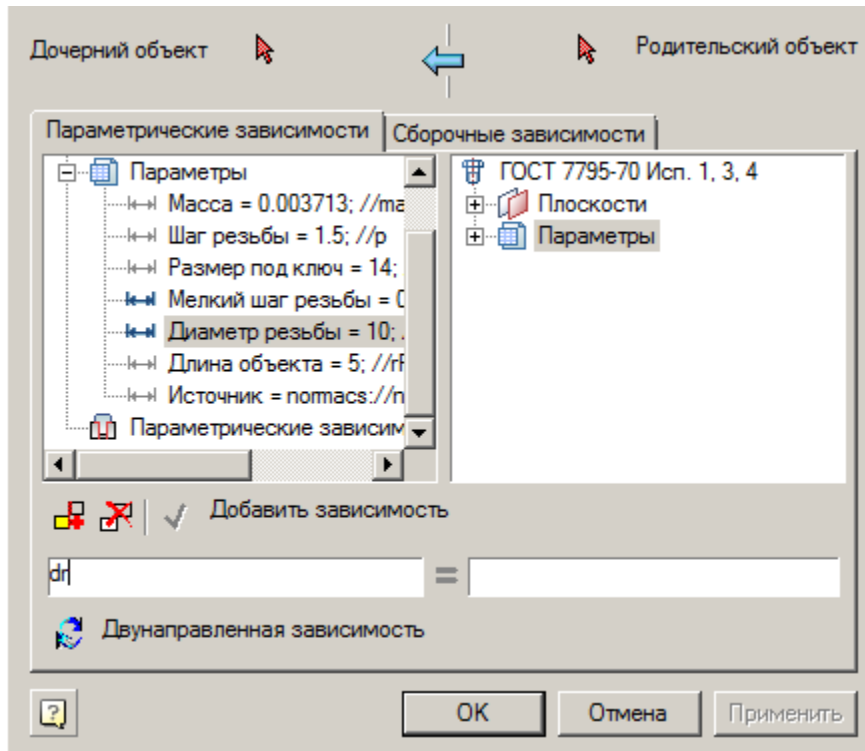 Дочерний объект
Родительский объект
Параметрические зависимости
Сборочные зависимости
Параметры
Масса = 0.003713; //ma
Шаг резьбы = 1.5; //p
Размер под ключ = 14;
Мелкий шаг резьбы = 0
Диаметр резьбы = 10; .
Длина объекта = 5; //rF
Источник = normacs://n
Параметрические зависим
ГОСТ 7795-70 Исп. 1, 3, 4
Плоскости
Параметры
Добавить зависимость
dr
=
Двунаправленная зависимость
?
OK
Отмена
Применить